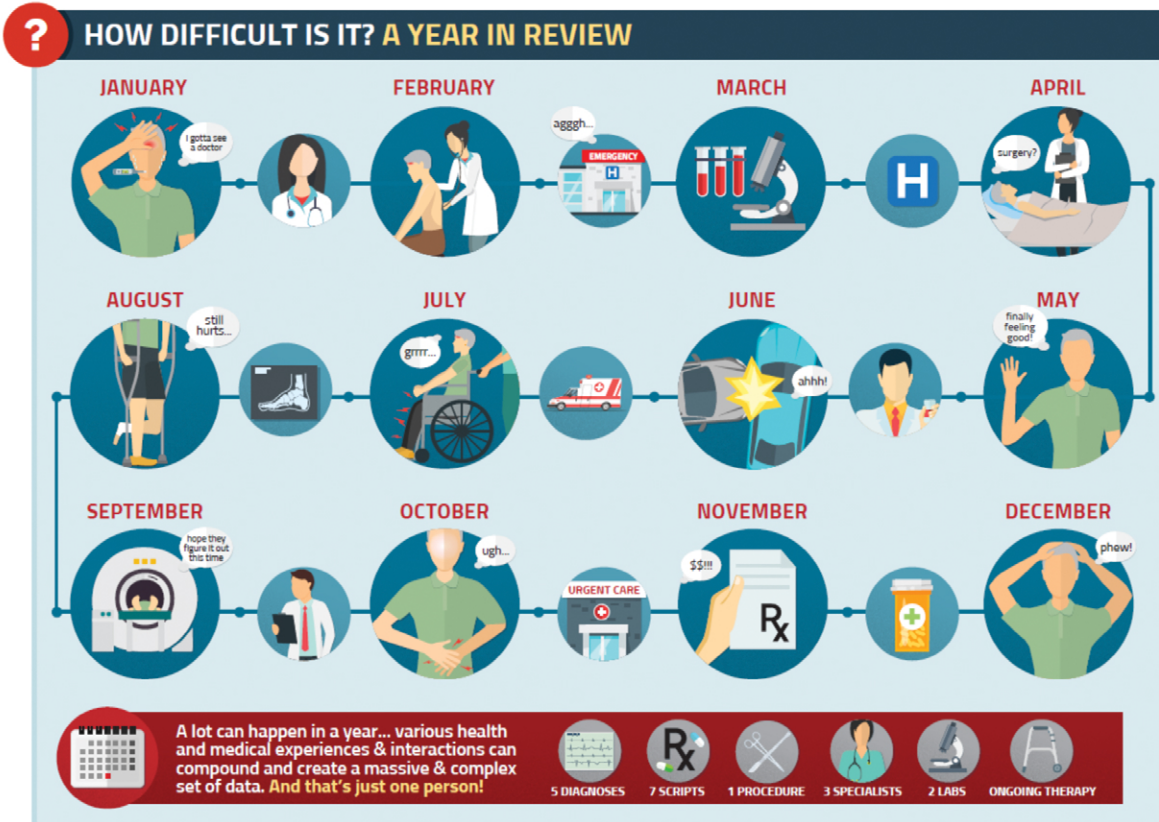 ?
HOW DIFFICULT IS IT? A YEAR IN REVIEW
JANUARY
FEBRUARY
MARCH
APRIL
I gotta see
a doctor
agggh...
EMERGENCY
H
H
surgery?
AUGUST
JULY
JUNE
MAY
still
hurts...
grrrr...
ahhh!
finally
feeling
good!
SEPTEMBER
OCTOBER
NOVEMBER
DECEMBER
hope they
figure it out
this time
ugh...
URGENT CARE
$$!!!
Rx
phew!
A lot can happen in a year... various health
and medical experiences & interactions can
compound and create a massive & complex
set of data. And that's just one person!
Rx
5 DIAGNOSES
7 SCRIPTS
1 PROCEDURE
3 SPECIALISTS
2 LABS
ONGOING THERAPY